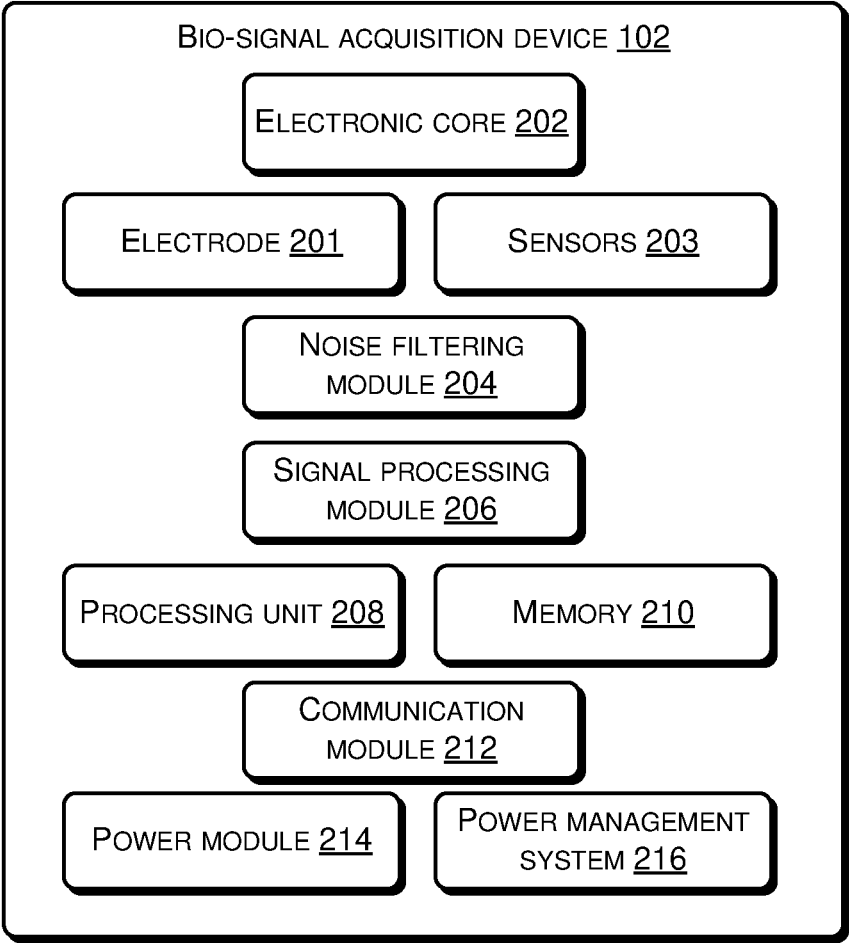 BIO-SIGNAL ACQUISITION DEVICE 102
ELECTRONIC CORE 202
ELECTRODE 201
SENSORS 203
NOISE FILTERING
MODULE 204
SIGNAL PROCESSING
MODULE 206
PROCESSING UNIT 208
MEMORY 210
COMMUNICATION
MODULE 212
POWER MODULE 214
POWER MANAGEMENT
SYSTEM 216